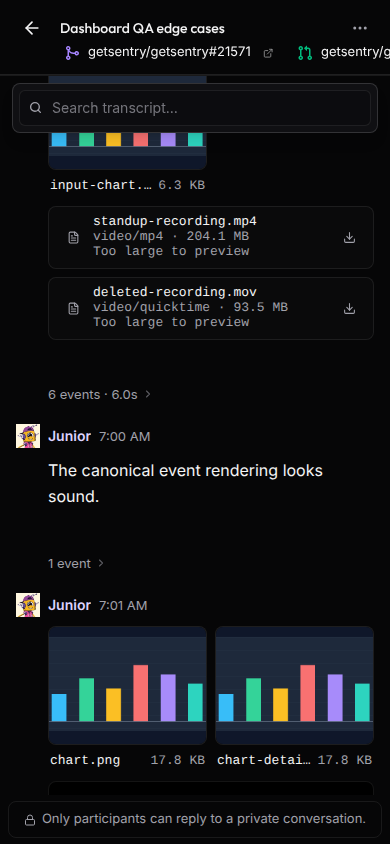 Dashboard QA edge cases
getsentry/getsentry#21571
getsentry/g
Search transcript...
input-chart.… 6.3 KB
standup-recording.mp4
video/mp4 · 204.1 MB
Too large to preview
deleted-recording.mov
video/quicktime · 93.5 MB
Too large to preview
6 events · 6.0s
Junior 7:00 AM
The canonical event rendering looks
sound.
1 event
Junior 7:01 AM
chart.png 17.8 KB
chart-detai… 17.8 KB
Only participants can reply to a private conversation.